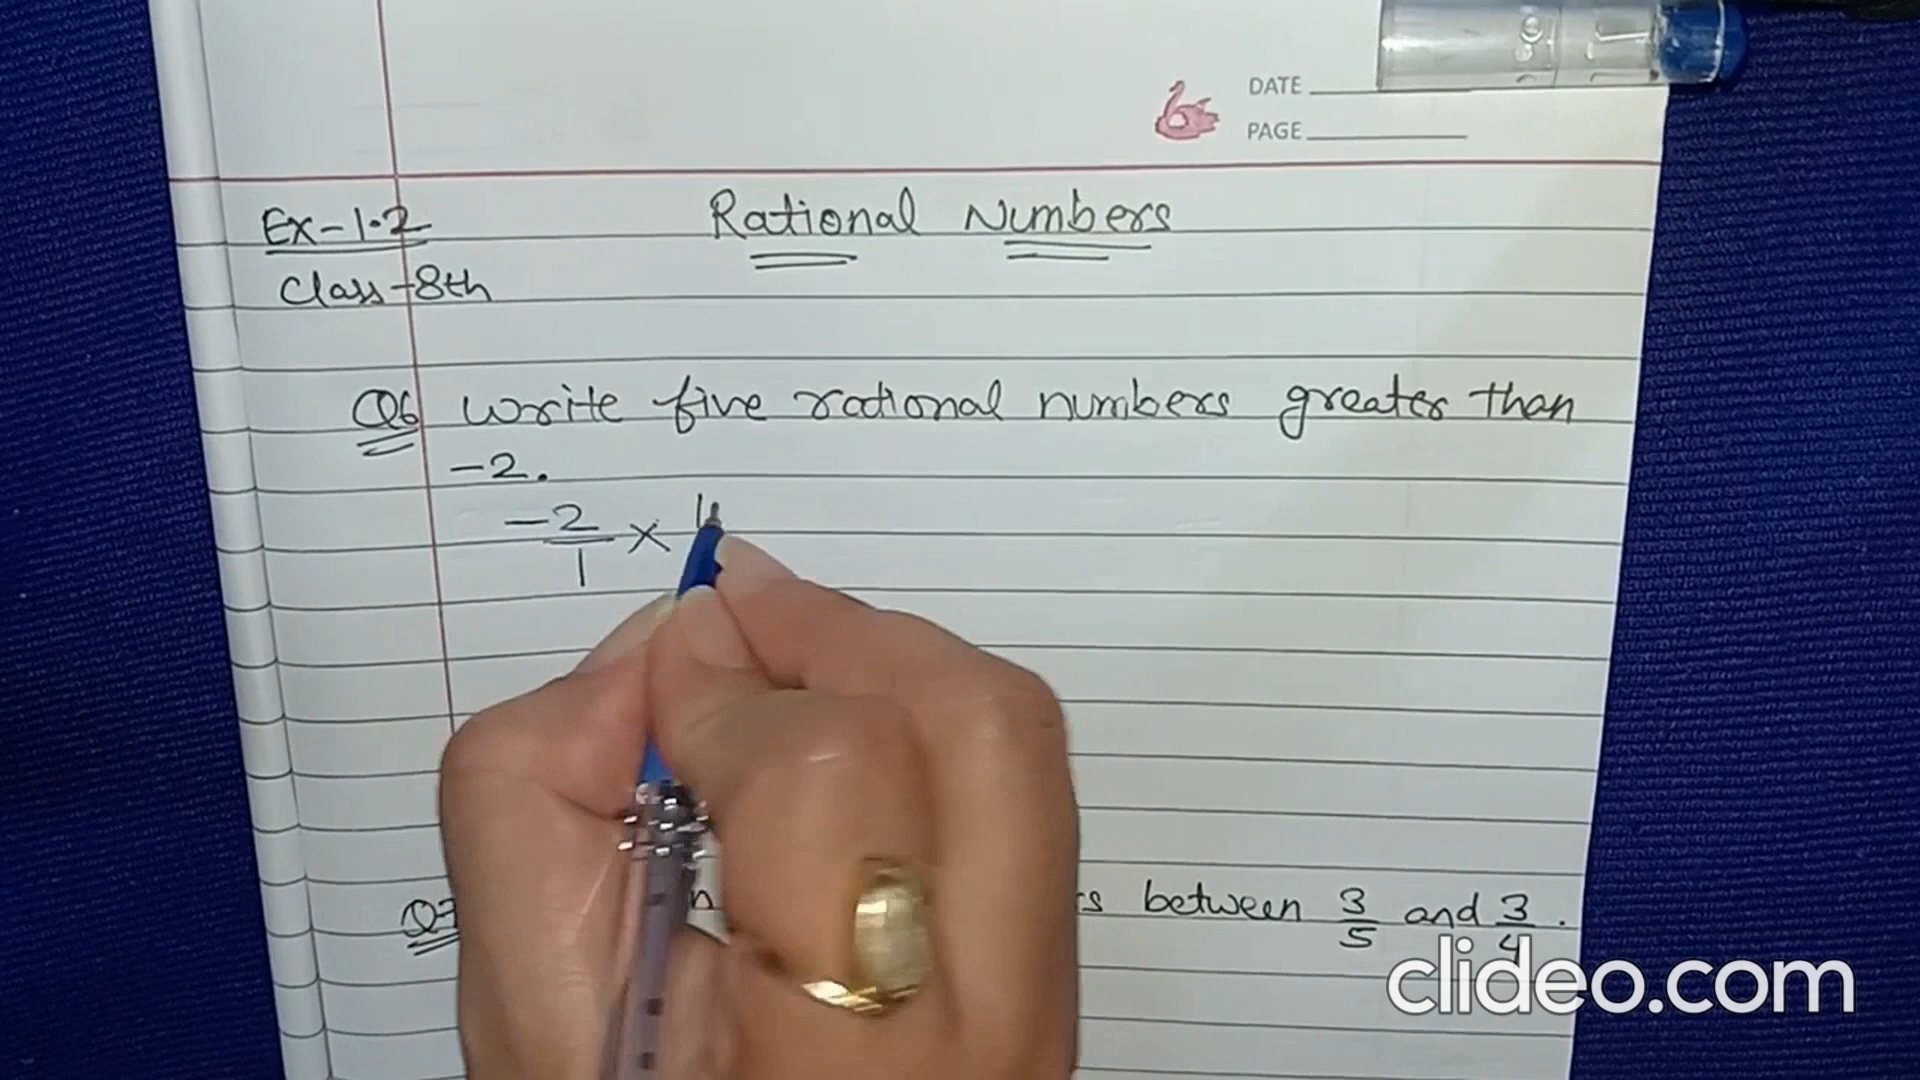 DATE
PAGE
Ex-1.2 Rational Numbers
Class-8th
Q6 Write five rational numbers greater than
-2.
-2/1 × 1
Q7 between 3/5 and 3/4.
clideo.com